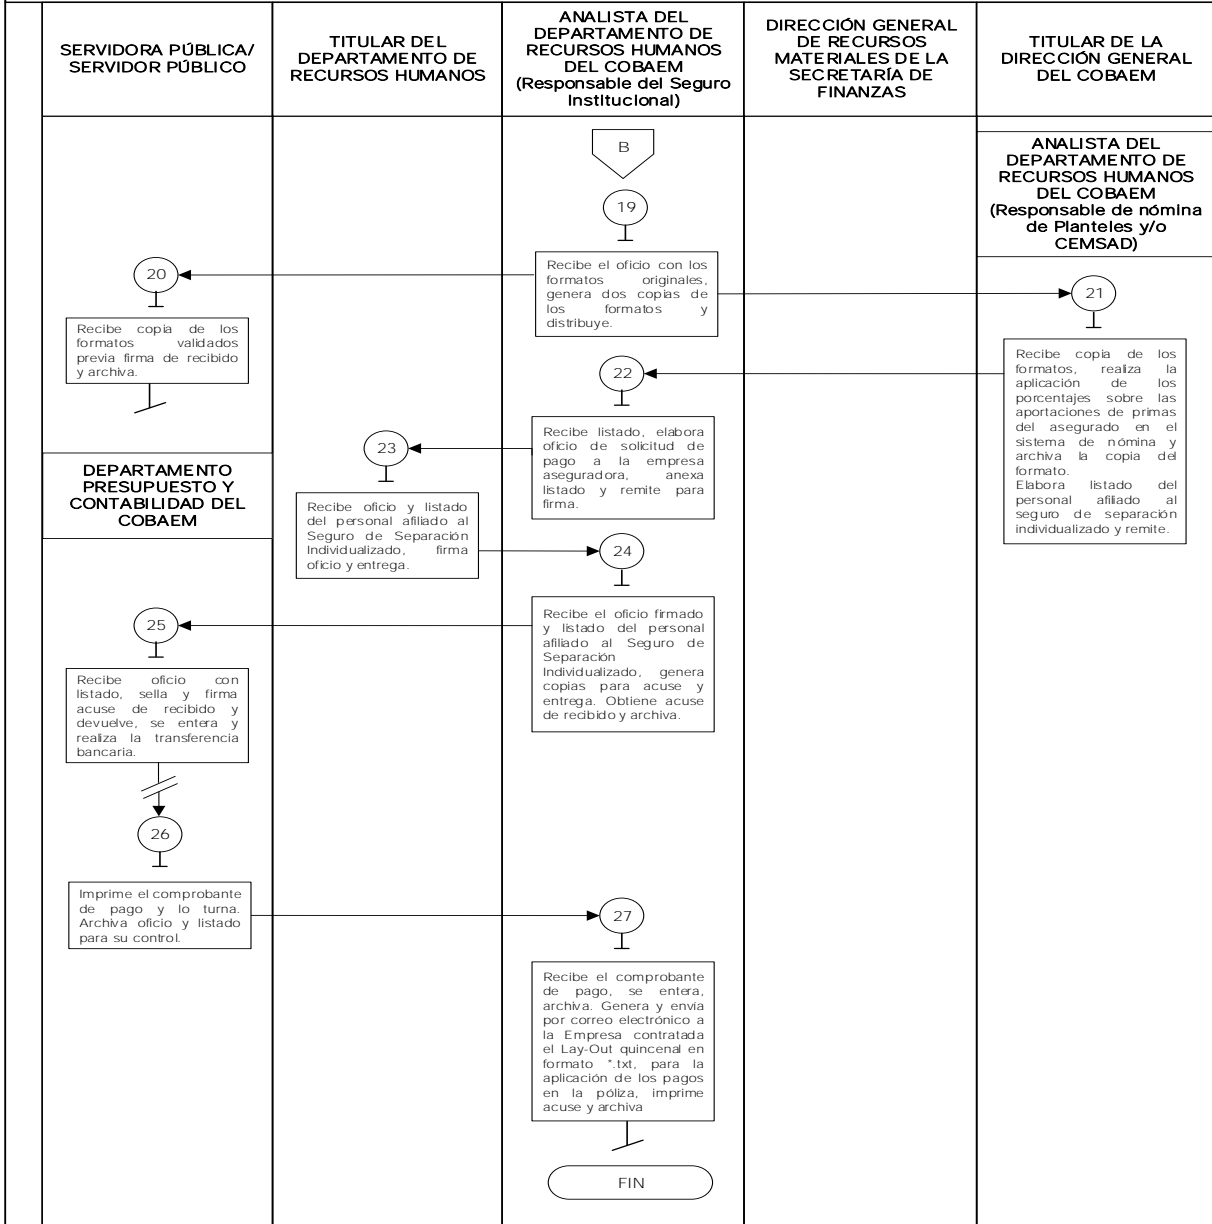 SERVIDORA PÚBLICA/
SERVIDOR PÚBLICO
TITULAR DEL
DEPARTAMENTO DE
RECURSOS HUMANOS
ANALISTA DEL
DEPARTAMENTO DE
RECURSOS HUMANOS
DEL COBAEM
(Responsable del Seguro
Institucional)
DIRECCIÓN GENERAL
DE RECURSOS
MATERIALES DE LA
SECRETARÍA DE
FINANZAS
TITULAR DE LA
DIRECCIÓN GENERAL
DEL COBAEM
B
ANALISTA DEL
DEPARTAMENTO DE
RECURSOS HUMANOS
DEL COBAEM
(Responsable de nómina
de Planteles y/o
CEMSAD)
19
Recibe el oficio con los
formatos originales,
genera dos copias de
los formatos y
distribuye.
20
Recibe copia de los
formatos validados
previa firma de recibido
y archiva.
21
Recibe copia de los
formatos, realiza la
aplicación de los
porcentajes sobre las
aportaciones de primas
del asegurado en el
sistema de nómina y
archiva la copia del
formato.
Elabora listado del
personal afiliado al
seguro de separación
individualizado y remite.
22
Recibe listado, elabora
oficio de solicitud de
pago a la empresa
aseguradora, anexa
listado y remite para
firma.
23
Recibe oficio y listado
del personal afiliado al
Seguro de Separación
Individualizado, firma
oficio y entrega.
DEPARTAMENTO
PRESUPUESTO Y
CONTABILIDAD DEL
COBAEM
24
Recibe el oficio firmado
y listado del personal
afiliado al Seguro de
Separación
Individualizado, genera
copias para acuse y
entrega. Obtiene acuse
de recibido y archiva.
25
Recibe oficio con
listado, sella y firma
acuse de recibido y
devuelve, se entera y
realiza la transferencia
bancaria.
26
Imprime el comprobante
de pago y lo turna.
Archiva oficio y listado
para su control.
27
Recibe el comprobante
de pago, se entera,
archiva. Genera y envía
por correo electrónico a
la Empresa contratada
el Lay-Out quincenal en
formato *.txt, para la
aplicación de los pagos
en la póliza, imprime
acuse y archiva
FIN